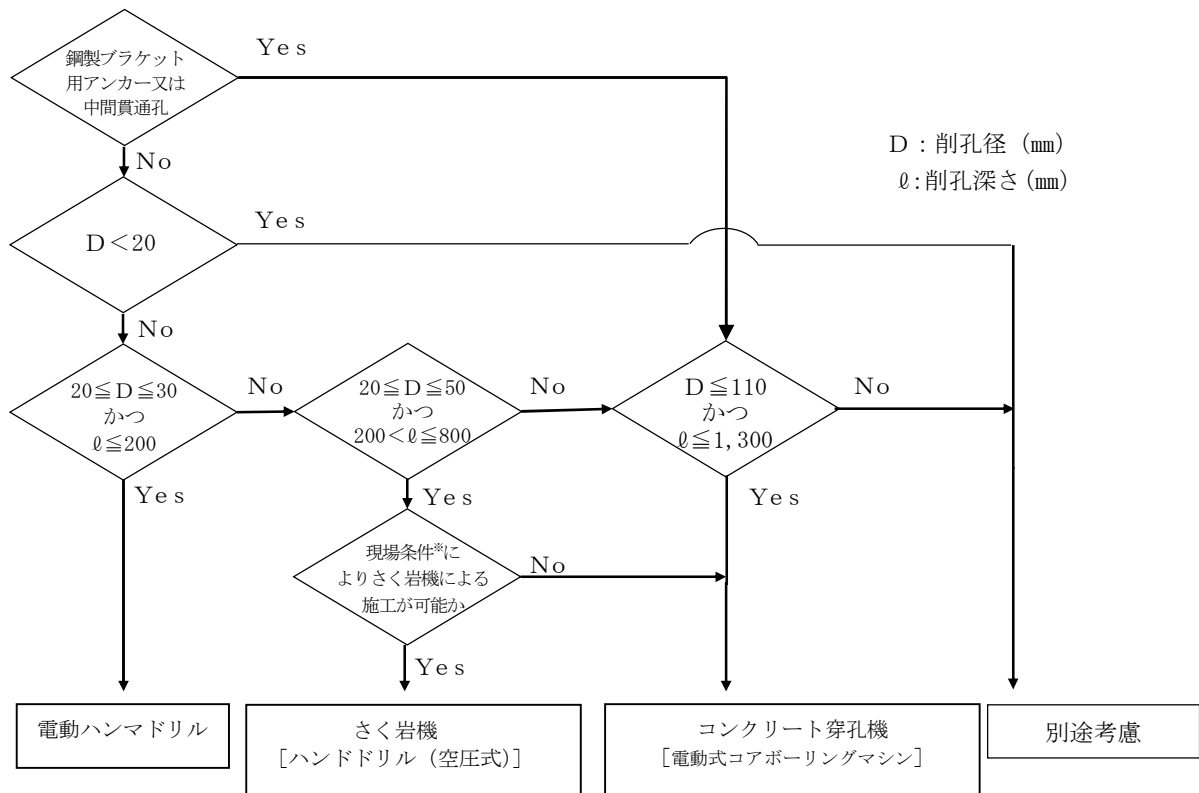 Yes
鋼製ブラケット
用アンカー又は
中間貫通孔
No
D：削孔径（㎜）
ℓ：削孔深さ（㎜）
Yes
D＜20
No
20≦D≦30
かつ
ℓ≦200
No
20≦D≦50
かつ
200＜ℓ≦800
No
D≦110
かつ
ℓ≦1,300
No
Yes
Yes
Yes
現場条件※に
よりさく岩機による
施工が可能か
No
Yes
電動ハンマドリル
さく岩機
［ハンドドリル（空圧式）］
コンクリート穿孔機
［電動式コアボーリングマシン］
別途考慮